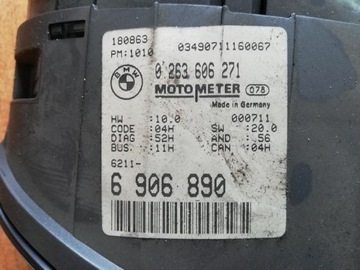 180863
PM:1010 03490711160067
BMW
0 263 606 271
MOTOMETER 078
Made in Germany
HW : 10.0 000711
CODE : 04H SW : 20.0
DIAG : 52H AND : .56
BUS. : 11H CAN : 04H
6211-
6 906 890